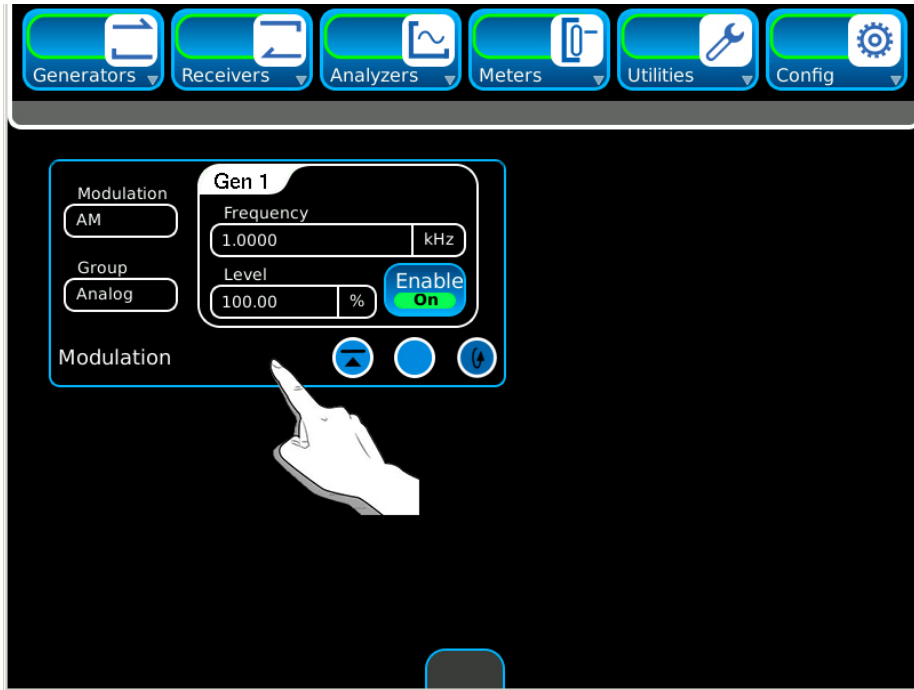 Generators Receivers Analyzers Meters Utilities Config
Gen 1
Modulation
AM
Frequency
1.0000 kHz
Group
Analog
Level
100.00 %
Enable
On
Modulation